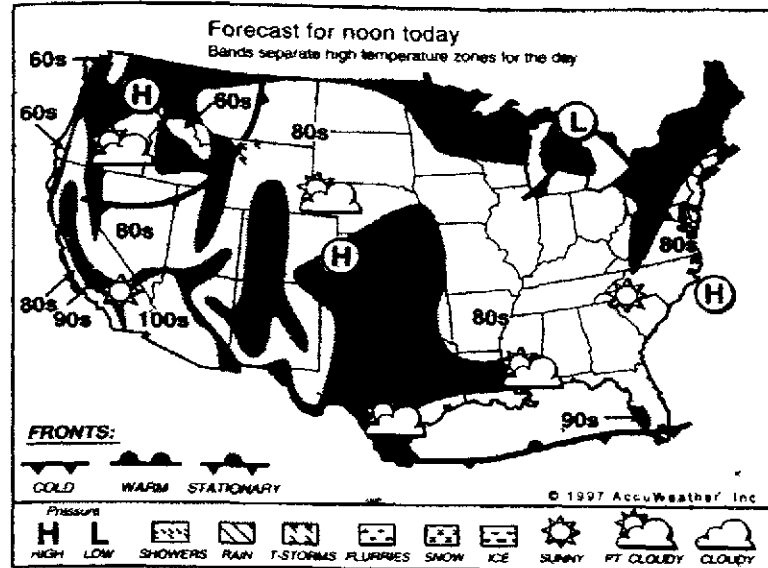 Forecast for noon today
Bands separate high temperature zones for the day
60s
H
60s
60s
80s
L
80s
80s
H
80s
H
90s
100s
80s
90s
FRONTS:
COLD WARM STATIONARY
© 1997 AccuWeather Inc
Pressure
H L
HIGH LOW SHOWERS RAIN T-STORMS FLURRIES SNOW ICE SUNNY PT CLOUDY CLOUDY